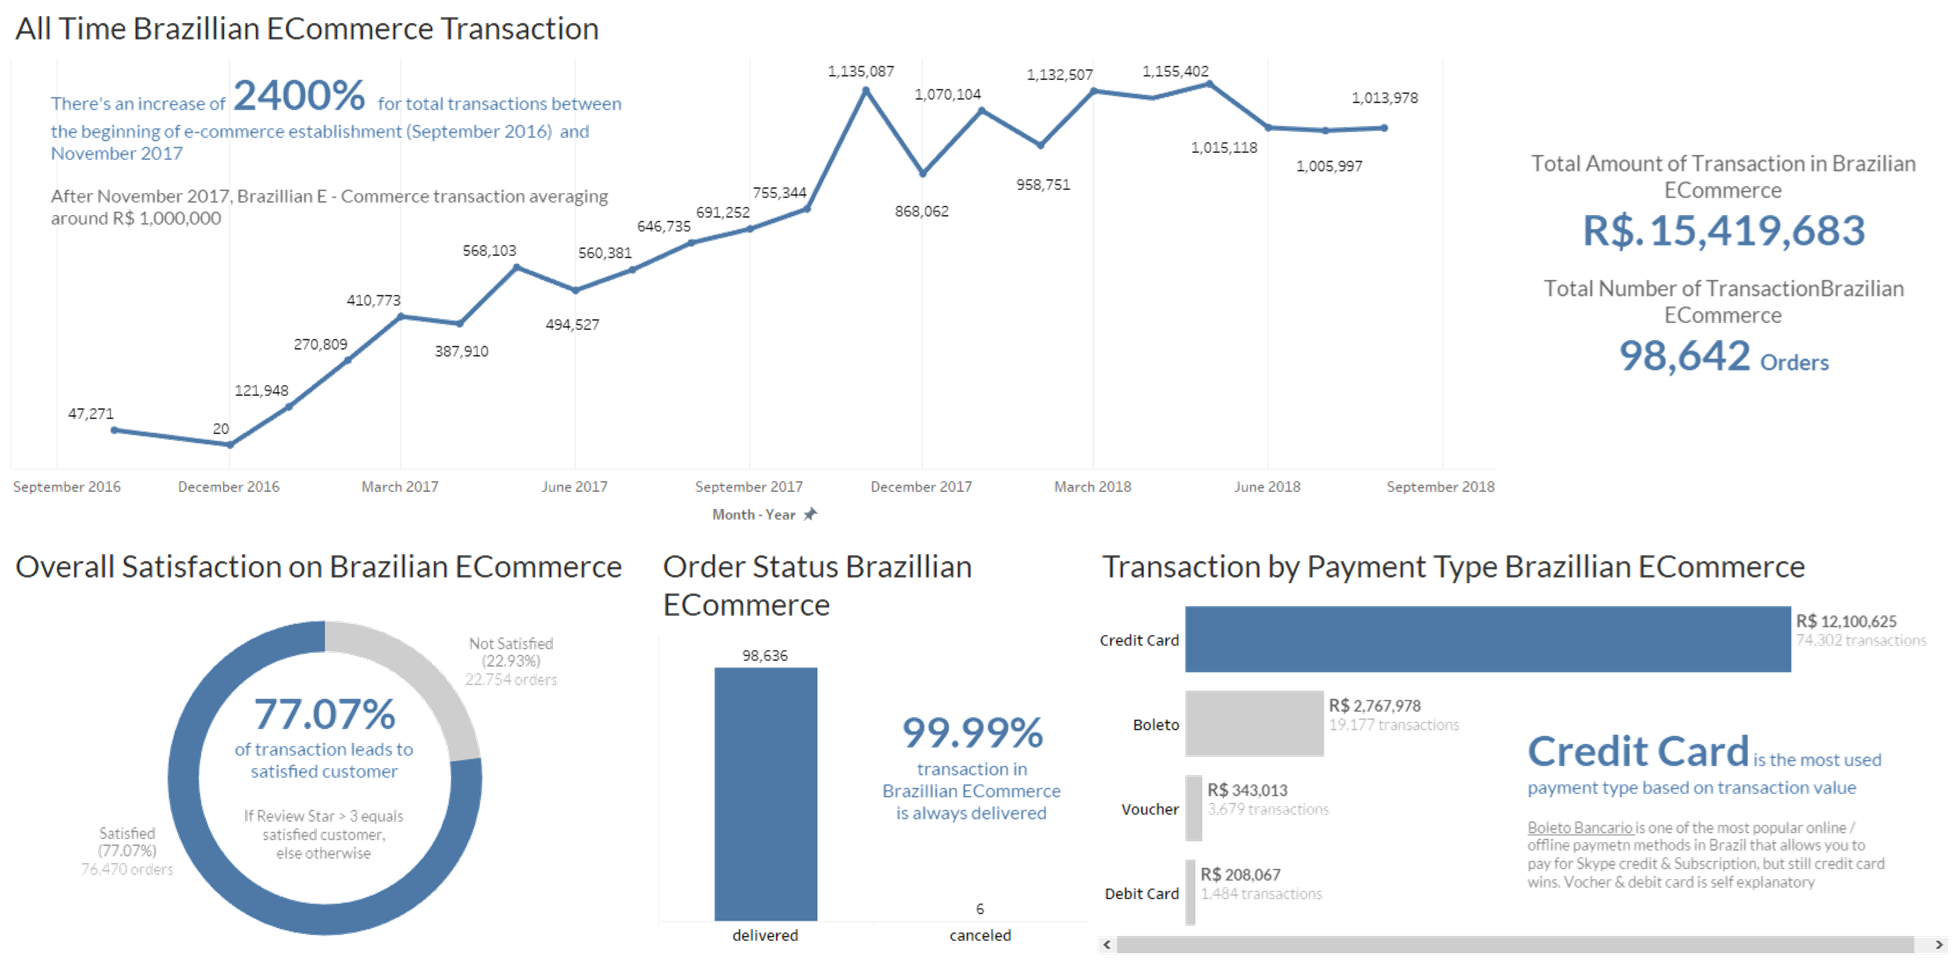 All Time Brazillian ECommerce Transaction
There's an increase of 2400% for total transactions between
the beginning of e-commerce establishment (September 2016) and
November 2017
After November 2017, Brazillian E - Commerce transaction averaging
around R$ 1,000,000
47,271
20
121,948
270,809
410,773
387,910
568,103
494,527
560,381
646,735
691,252
755,344
1,135,087
868,062
1,070,104
958,751
1,132,507
1,155,402
1,015,118
1,005,997
1,013,978
September 2016
December 2016
March 2017
June 2017
September 2017
December 2017
March 2018
June 2018
September 2018
Month - Year
Total Amount of Transaction in Brazilian
ECommerce
R$. 15,419,683
Total Number of TransactionBrazilian
ECommerce
98,642 Orders
Overall Satisfaction on Brazilian ECommerce
Not Satisfied
(22.93%)
22.754 orders
77.07%
of transaction leads to
satisfied customer
If Review Star > 3 equals
satisfied customer,
else otherwise
Satisfied
(77.07%)
76,470 orders
Order Status Brazillian
ECommerce
98,636
99.99%
transaction in
Brazillian ECommerce
is always delivered
6
delivered
canceled
Transaction by Payment Type Brazillian ECommerce
Credit Card
R$ 12,100,625
74.302 transactions
Boleto
R$ 2,767,978
19.177 transactions
Voucher
R$ 343,013
3,679 transactions
Debit Card
R$ 208,067
1,484 transactions
Credit Card is the most used
payment type based on transaction value
Boleto Bancario is one of the most popular online /
offline paymetn methods in Brazil that allows you to
pay for Skype credit & Subscription, but still credit card
wins. Vocher & debit card is self explanatory